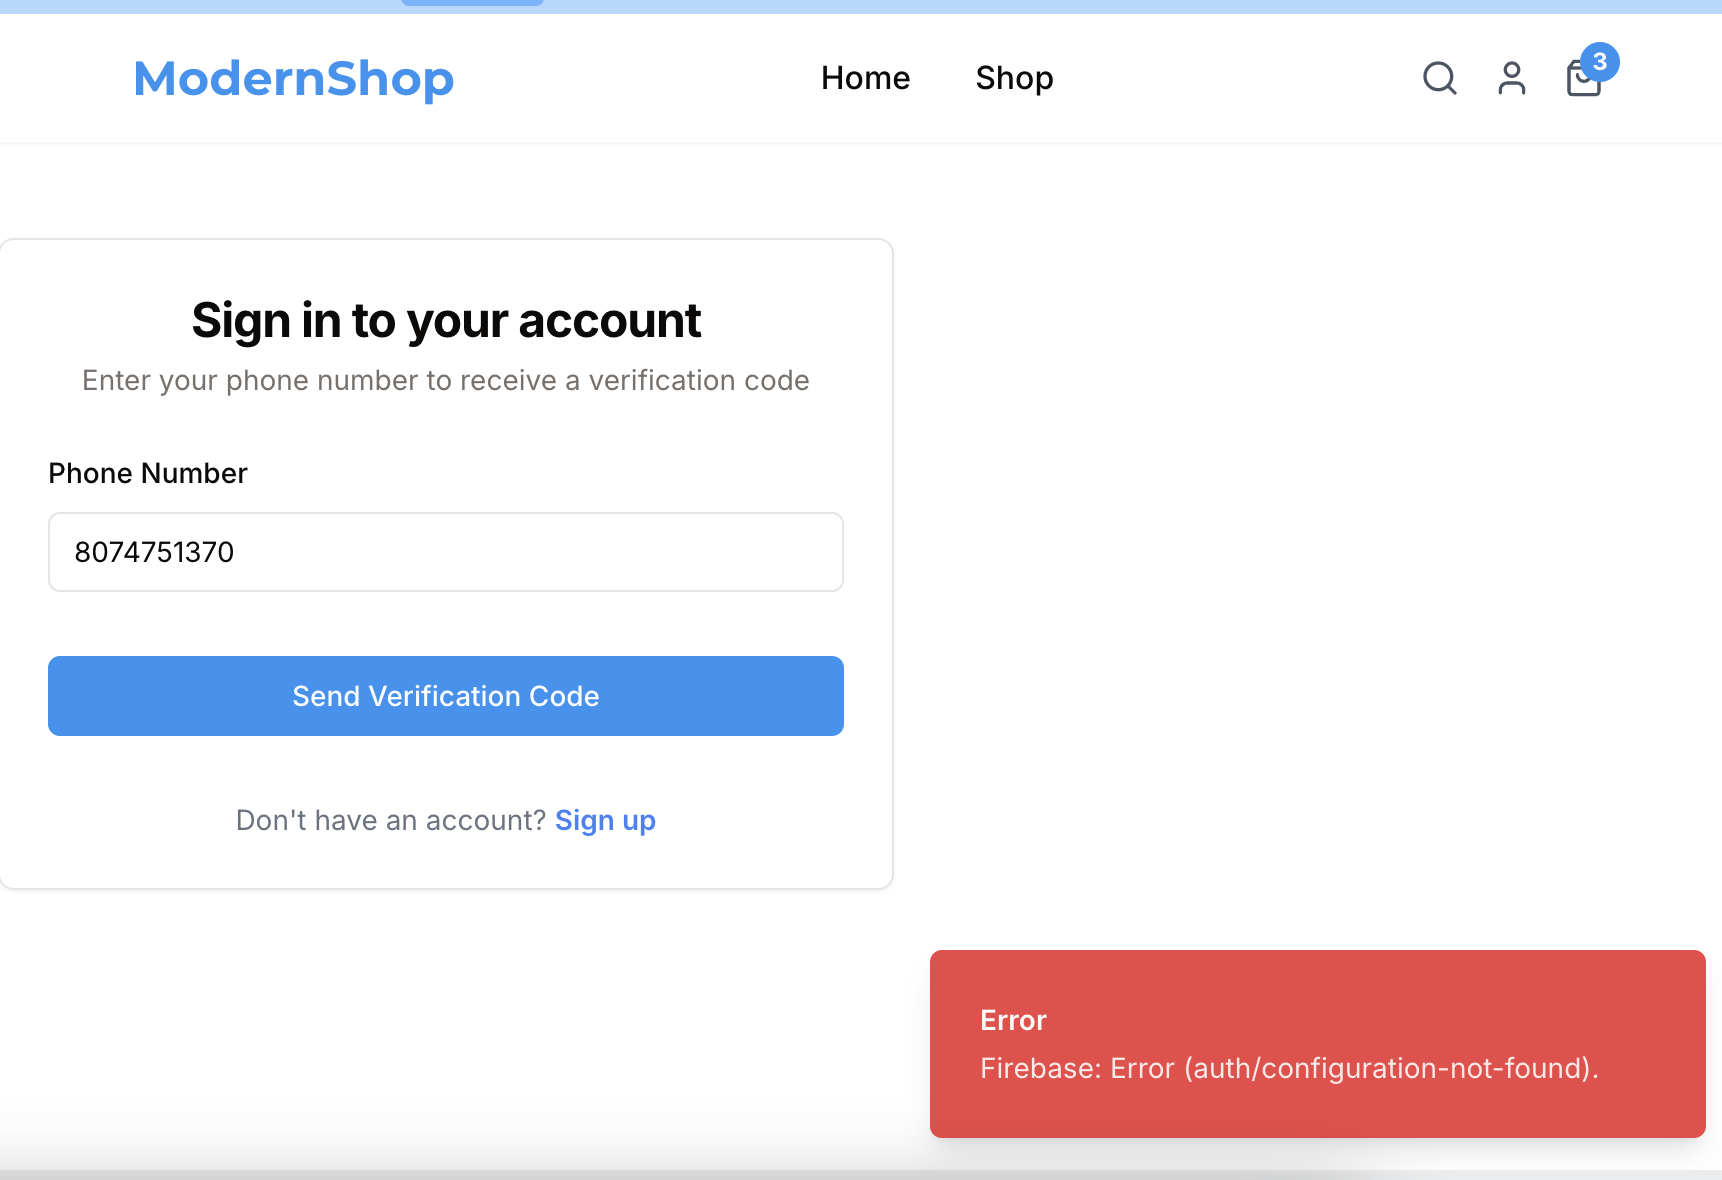 ModernShop
Home
Shop
3
Sign in to your account
Enter your phone number to receive a verification code
Phone Number
8074751370
Send Verification Code
Don't have an account? Sign up
Error
Firebase: Error (auth/configuration-not-found).